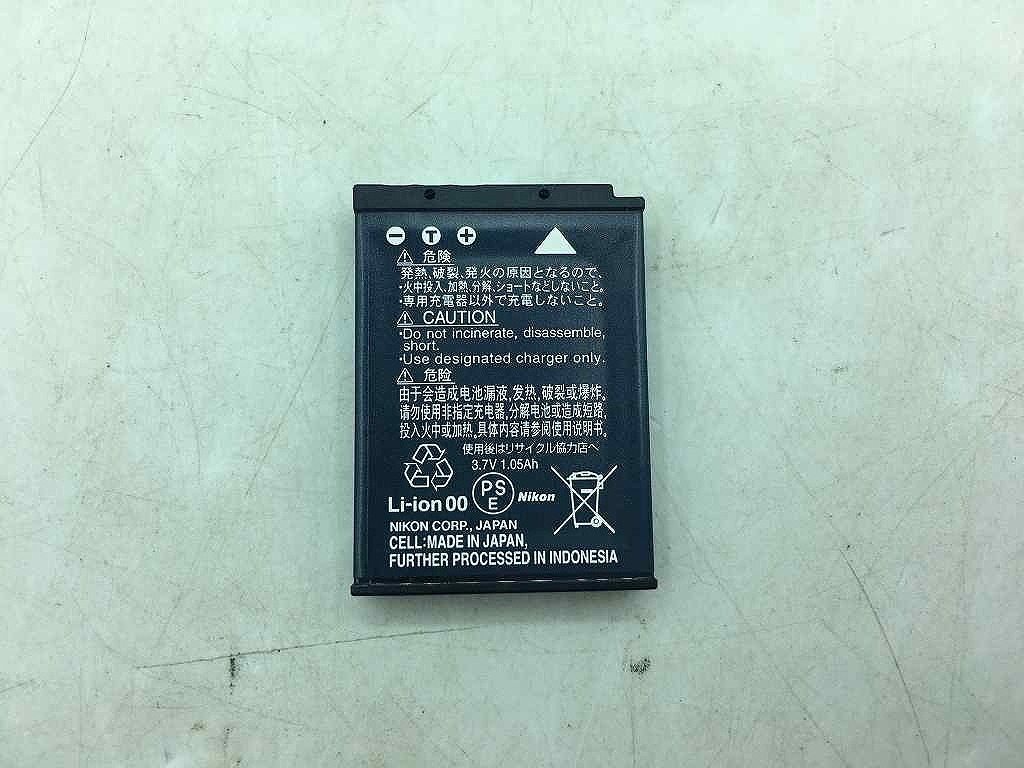 − T +
危険
発熱、破裂、発火の原因となるので、
・火中投入、加熱、分解、ショートなどしないこと。
・専用充電器以外で充電しないこと。
CAUTION
・Do not incinerate, disassemble,
short.
・Use designated charger only.
危险
由于会造成电池漏液,发热,破裂或爆炸。
请勿使用非指定充电器,分解电池或造成短路,
投入火中或加热。具体内容请参阅使用说明书。
使用後はリサイクル協力店へ
3.7V 1.05Ah
Li-ion 00
PS
E
Nikon
NIKON CORP., JAPAN
CELL:MADE IN JAPAN,
FURTHER PROCESSED IN INDONESIA